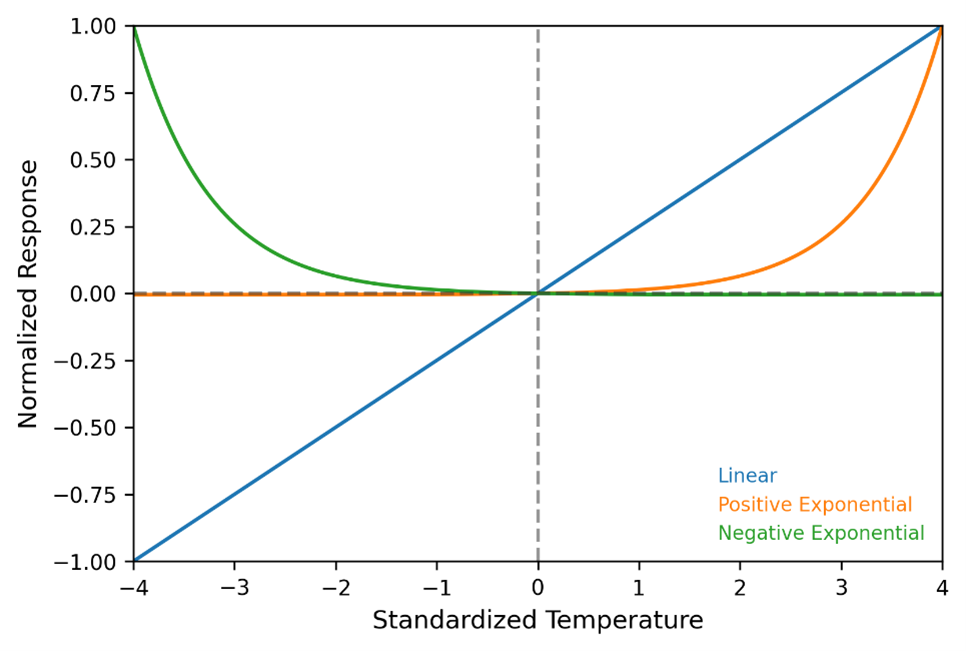 1.00
0.75
0.50
0.25
0.00
−0.25
−0.50
−0.75
−1.00
Normalized Response
Linear
Positive Exponential
Negative Exponential
−4 −3 −2 −1 0 1 2 3 4
Standardized Temperature